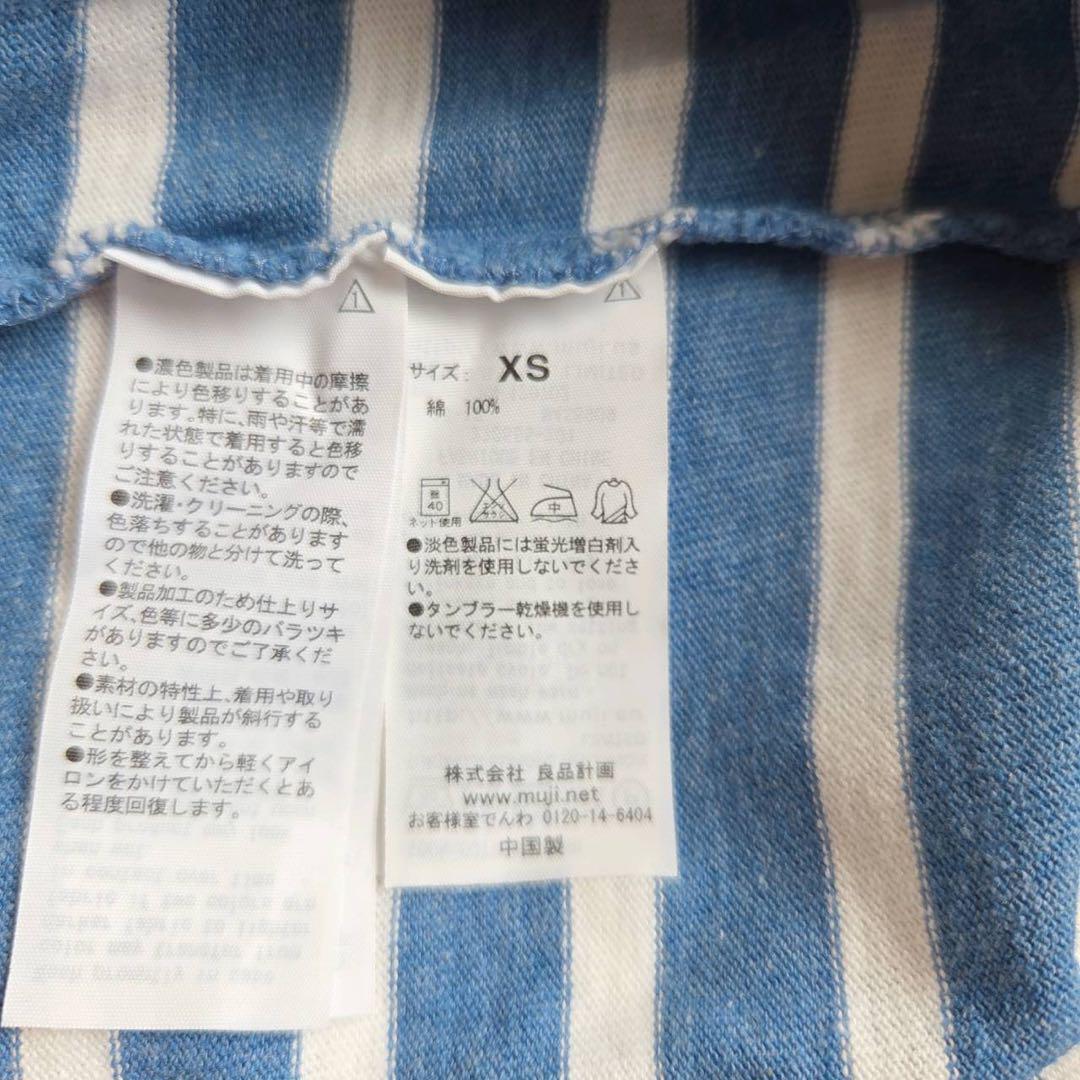 1
●濃色製品は着用中の摩擦
により色移りすることがあ
ります。特に、雨や汗等で濡
れた状態で着用すると色移
りすることがありますので
ご注意ください。
●洗濯・クリーニングの際、
色落ちすることがあります
ので他の物と分けて洗って
ください。
●製品加工のため仕上りサ
イズ、色等に多少のバラツキ
がありますのでご了承くだ
さい。
●素材の特性上、着用や取り
扱いにより製品が斜行する
ことがあります。
●形を整えてから軽くアイ
ロンをかけていただくとあ
る程度回復します。
1
サイズ: XS
綿 100%
弱 40 エンソ サラシ 中
ネット使用
●淡色製品には蛍光増白剤入
り洗剤を使用しないでくださ
い。
●タンブラー乾燥機を使用し
ないでください。
株式会社 良品計画
www.muji.net
お客様室でんわ 0120-14-6404
中国製